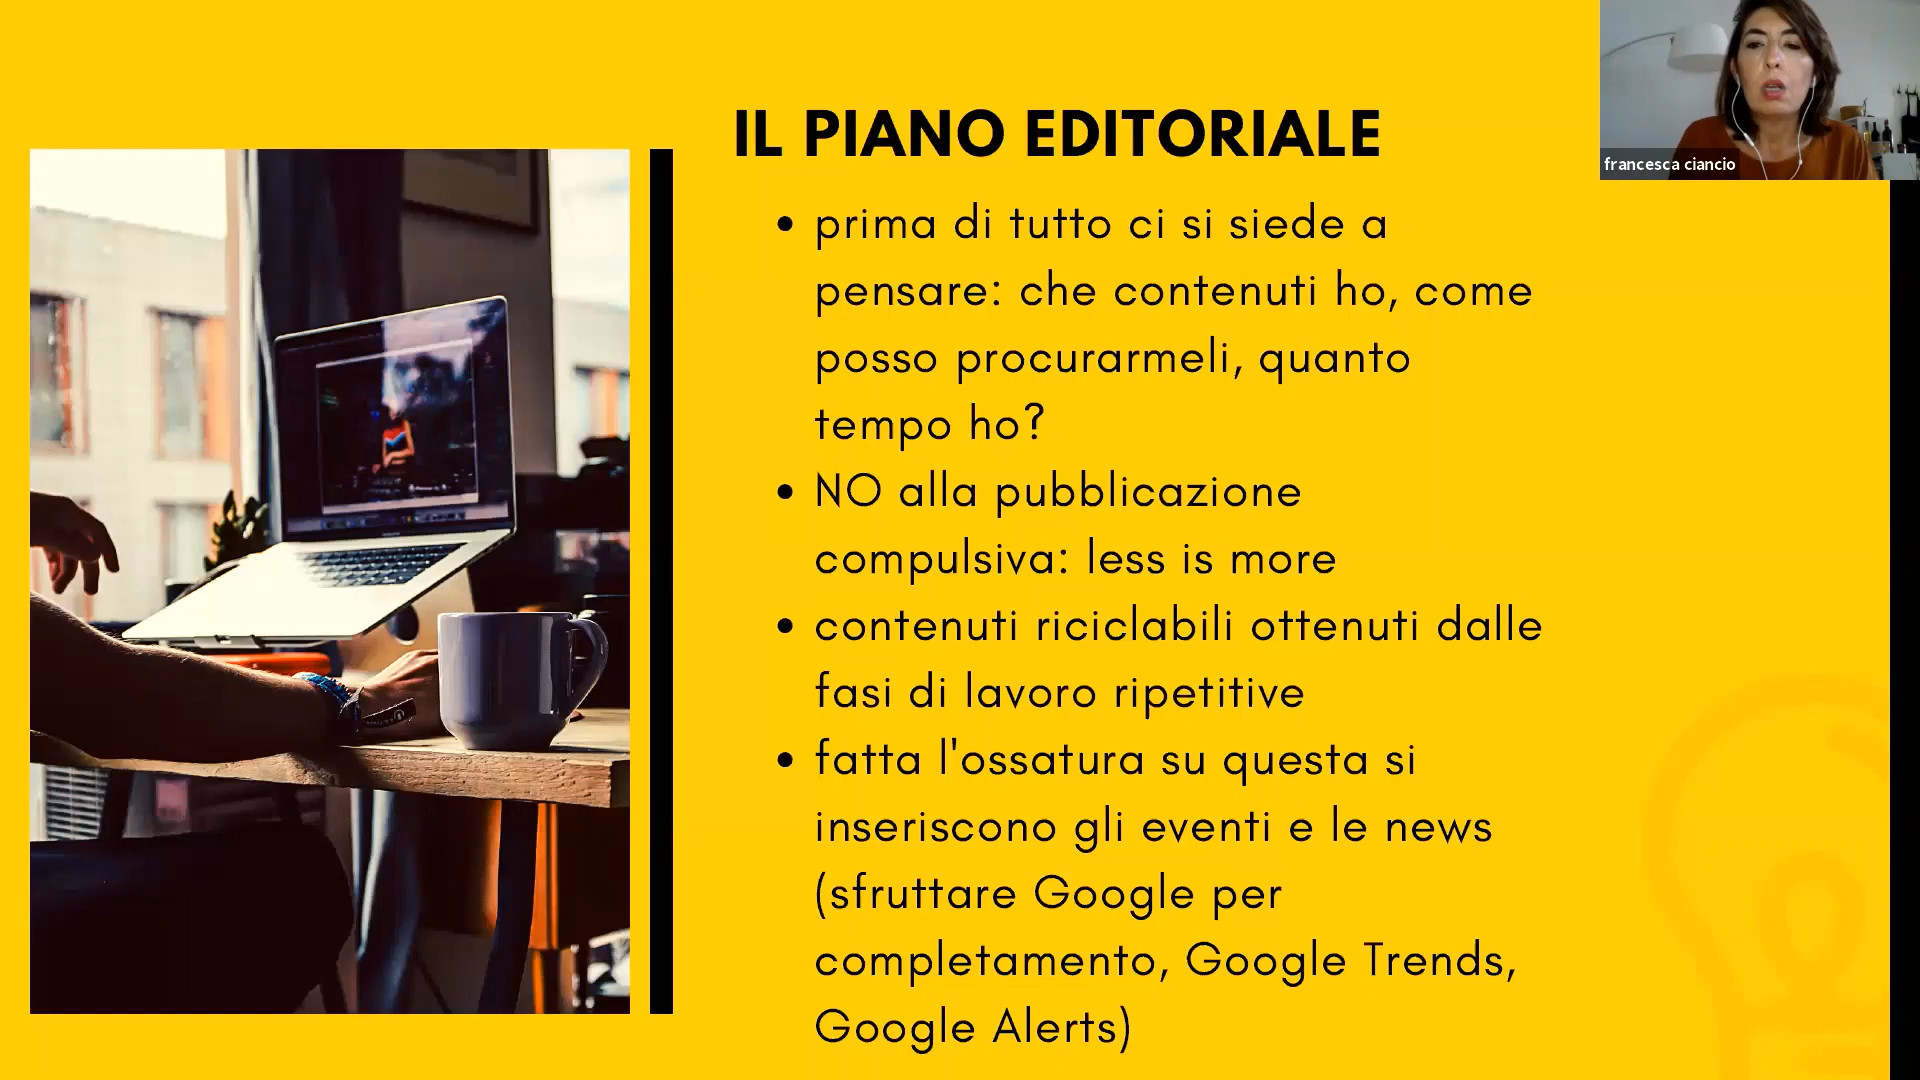 IL PIANO EDITORIALE
francesca ciancio
• prima di tutto ci si siede a
pensare: che contenuti ho, come
posso procurarmeli, quanto
tempo ho?
• NO alla pubblicazione
compulsiva: less is more
• contenuti riciclabili ottenuti dalle
fasi di lavoro ripetitive
• fatta l'ossatura su questa si
inseriscono gli eventi e le news
(sfruttare Google per
completamento, Google Trends,
Google Alerts)